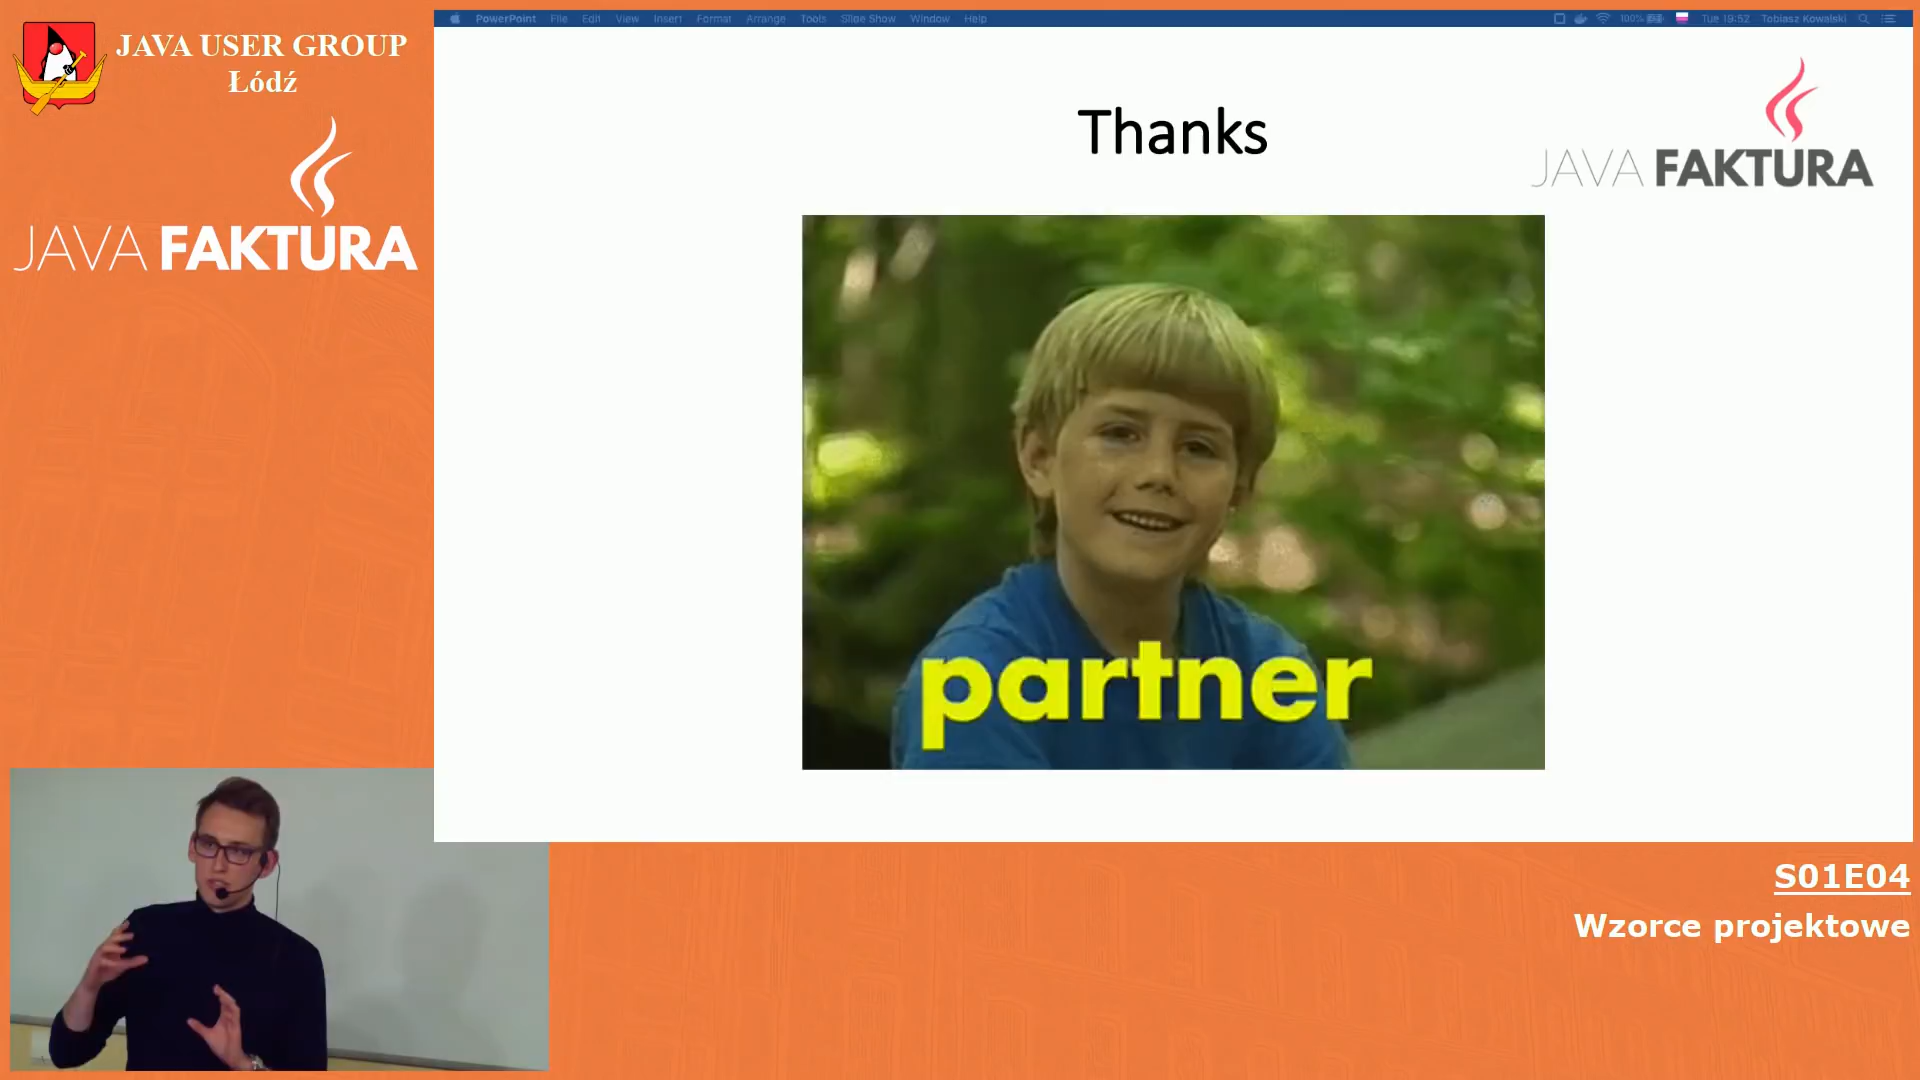 JAVA USER GROUP
Łódź
JAVA FAKTURA
PowerPoint File Edit View Insert Format Arrange Tools Slide Show Window Help
100% Tue 19:52 Tobiasz Kowalski
Thanks
JAVA FAKTURA
partner
S01E04
Wzorce projektowe